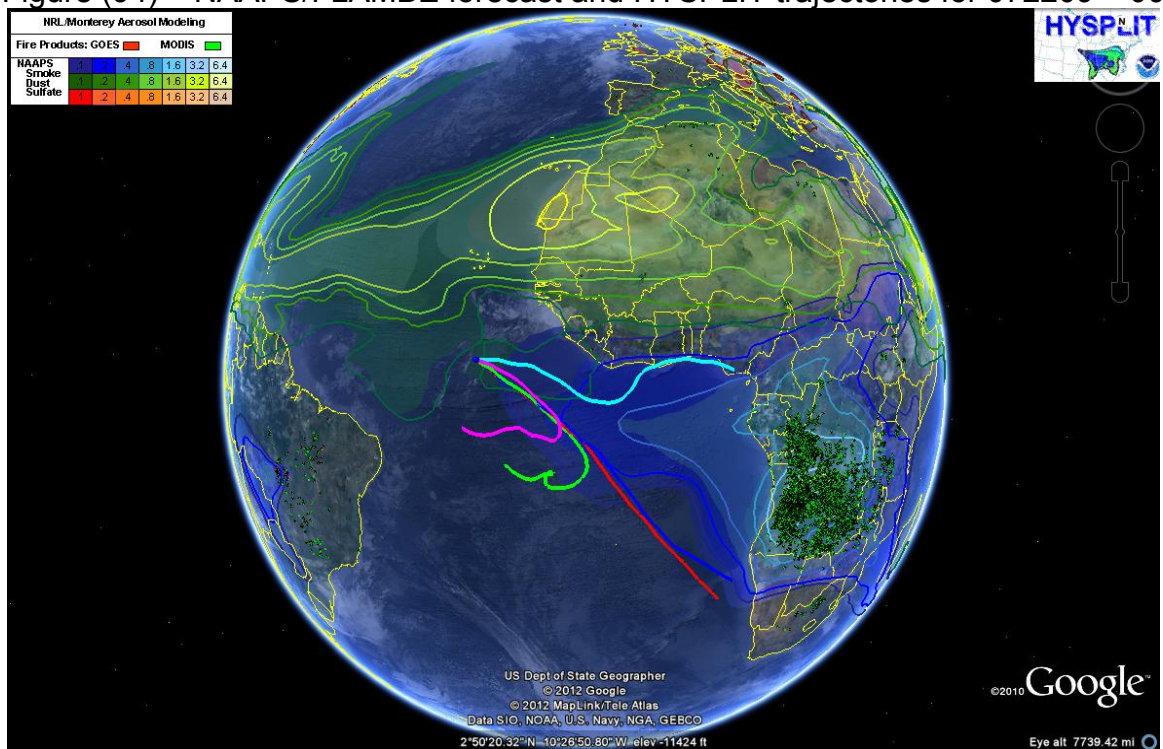 NRL/Monterey Aerosol Modeling
Fire Products: GOES MODIS
NAAPS
Smoke .1 .2 .4 .8 1.6 3.2 6.4
Dust .1 .2 .4 .8 1.6 3.2 6.4
Sulfate .1 .2 .4 .8 1.6 3.2 6.4
HYSPLIT
NOAA
US Dept of State Geographer
© 2012 Google
© 2012 MapLink/Tele Atlas
Data SIO, NOAA, U.S. Navy, NGA, GEBCO
©2010 Google™
2°50'20.32" N 10°26'50.80" W elev -11424 ft
Eye alt 7739.42 mi